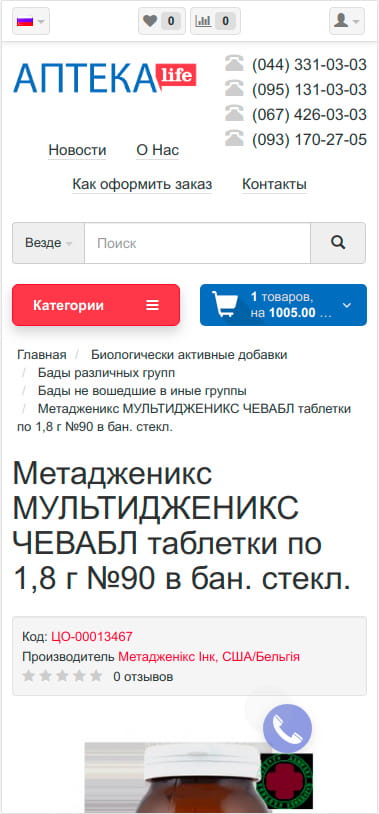 0
0
АПТЕКА life
(044) 331-03-03
(095) 131-03-03
(067) 426-03-03
(093) 170-27-05
Новости О Нас
Как оформить заказ Контакты
Везде Поиск
Категории
1 товаров,
на 1005.00 ...
Главная / Биологически активные добавки
/ Бады различных групп
/ Бады не вошедшие в иные группы
/ Метадженикс МУЛЬТИДЖЕНИКС ЧЕВАБЛ таблетки
по 1,8 г №90 в бан. стекл.
Метадженикс
МУЛЬТИДЖЕНИКС
ЧЕВАБЛ таблетки по
1,8 г №90 в бан. стекл.
Код: ЦО-00013467
Производитель Метадженікс Інк, США/Бельгія
0 отзывов